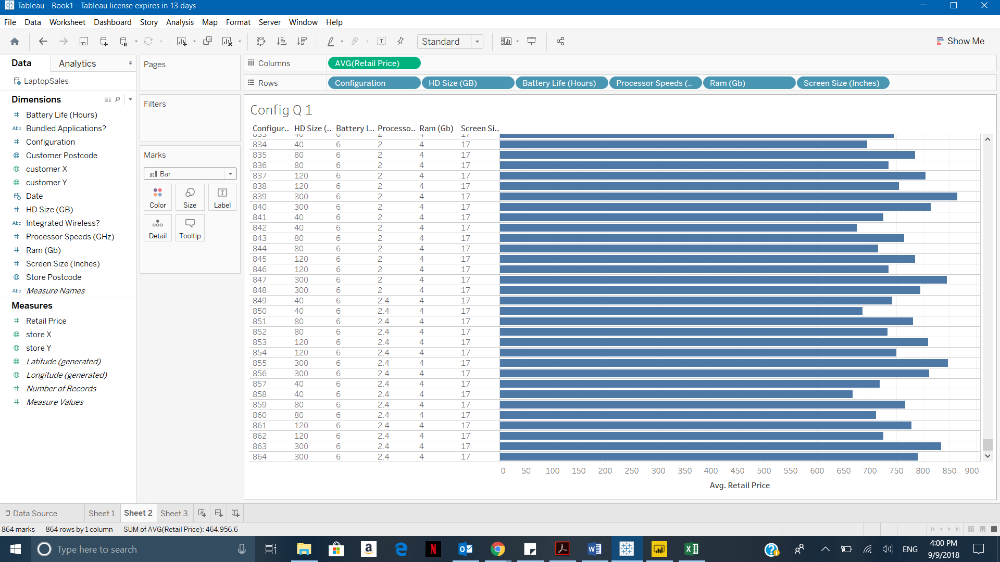 Tableau - Book1 - Tableau license expires in 13 days
File Data Worksheet Dashboard Story Analysis Map Format Server Window Help
Standard
Show Me
Data Analytics
LaptopSales
Dimensions
Battery Life (Hours)
Abc Bundled Applications?
Configuration
Customer Postcode
customer X
customer Y
Date
HD Size (GB)
Abc Integrated Wireless?
Processor Speeds (GHz)
Ram (Gb)
Screen Size (Inches)
Store Postcode
Abc Measure Names
Measures
Retail Price
store X
store Y
Latitude (generated)
Longitude (generated)
Number of Records
Measure Values
Pages
Filters
Marks
Bar
Color Size Label
Detail Tooltip
Columns AVG(Retail Price)
Rows Configuration HD Size (GB) Battery Life (Hours) Processor Speeds (.. Ram (Gb) Screen Size (Inches)
Config Q 1
Configur.. HD Size (.. Battery L.. Processo.. Ram (Gb) Screen Si..
833 40 6 2 4 17
834 40 6 2 4 17
835 80 6 2 4 17
836 80 6 2 4 17
837 120 6 2 4 17
838 120 6 2 4 17
839 300 6 2 4 17
840 300 6 2 4 17
841 40 6 2 4 17
842 40 6 2 4 17
843 80 6 2 4 17
844 80 6 2 4 17
845 120 6 2 4 17
846 120 6 2 4 17
847 300 6 2 4 17
848 300 6 2 4 17
849 40 6 2.4 4 17
850 40 6 2.4 4 17
851 80 6 2.4 4 17
852 80 6 2.4 4 17
853 120 6 2.4 4 17
854 120 6 2.4 4 17
855 300 6 2.4 4 17
856 300 6 2.4 4 17
857 40 6 2.4 4 17
858 40 6 2.4 4 17
859 80 6 2.4 4 17
860 80 6 2.4 4 17
861 120 6 2.4 4 17
862 120 6 2.4 4 17
863 300 6 2.4 4 17
864 300 6 2.4 4 17
0 50 100 150 200 250 300 350 400 450 500 550 600 650 700 750 800 850 900
Avg. Retail Price
Data Source Sheet 1 Sheet 2 Sheet 3
864 marks 864 rows by 1 column SUM of AVG(Retail Price): 464,956.6
Type here to search
ENG
4:00 PM
9/9/2018